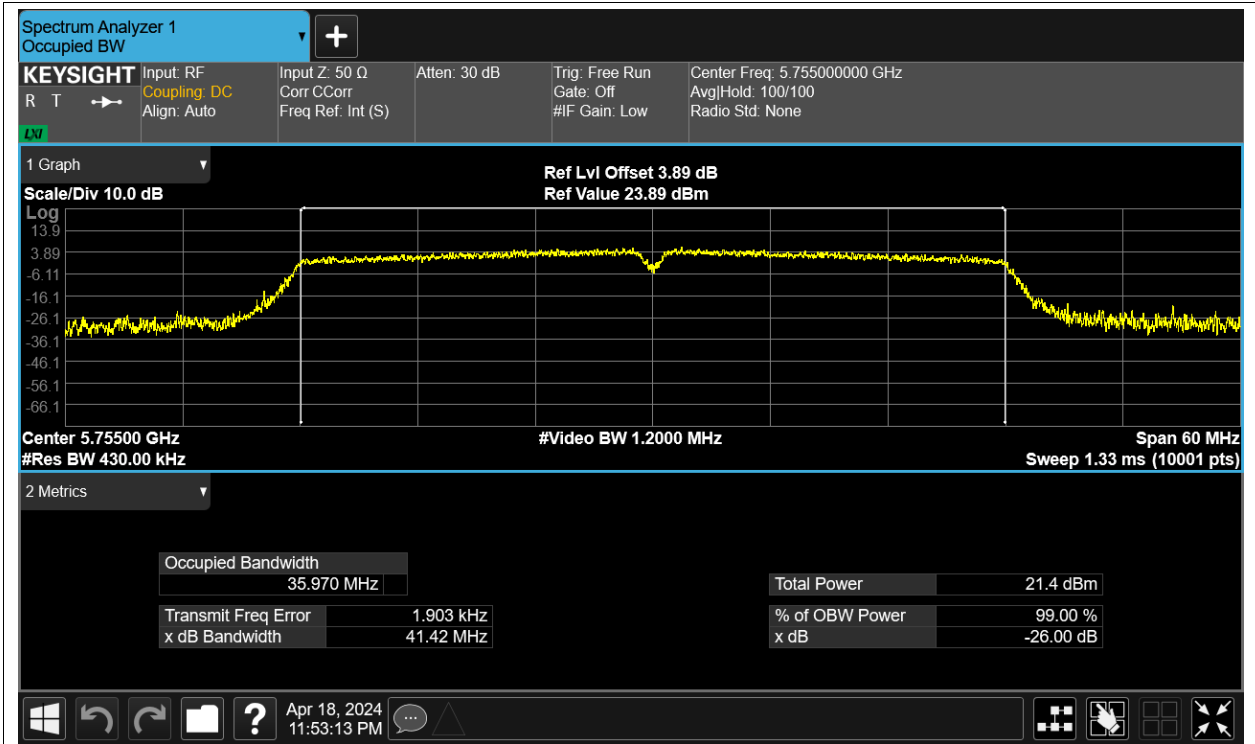 Spectrum Analyzer 1
Occupied BW
▼
+
KEYSIGHT
R T
LXI
Input: RF
Coupling: DC
Align: Auto
Input Z: 50 Ω
Corr CCorr
Freq Ref: Int (S)
Atten: 30 dB
Trig: Free Run
Gate: Off
#IF Gain: Low
Center Freq: 5.755000000 GHz
Avg|Hold: 100/100
Radio Std: None
1 Graph ▼
Scale/Div 10.0 dB
Ref Lvl Offset 3.89 dB
Ref Value 23.89 dBm
Log
13.9
3.89
-6.11
-16.1
-26.1
-36.1
-46.1
-56.1
-66.1
Center 5.75500 GHz
#Res BW 430.00 kHz
#Video BW 1.2000 MHz
Span 60 MHz
Sweep 1.33 ms (10001 pts)
2 Metrics ▼
Occupied Bandwidth
35.970 MHz
Transmit Freq Error 1.903 kHz
x dB Bandwidth 41.42 MHz
Total Power 21.4 dBm
% of OBW Power 99.00 %
x dB -26.00 dB
?
Apr 18, 2024
11:53:13 PM